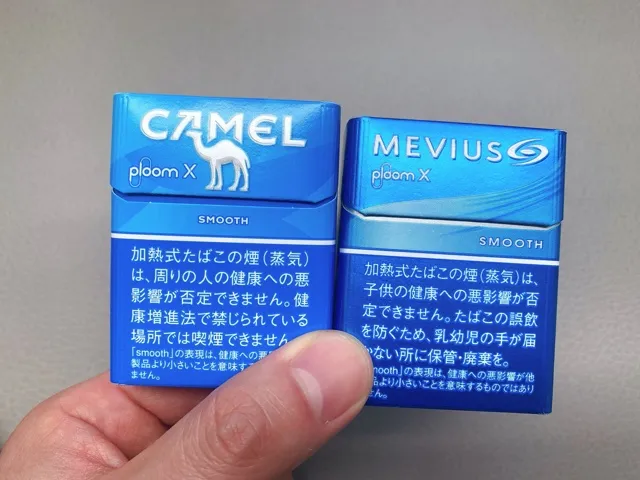 CAMEL
ploom X
SMOOTH
加熱式たばこの煙(蒸気)
は、周りの人の健康への悪
影響が否定できません。健
康増進法で禁じられている
場所では喫煙できません。
「smooth」の表現は、健康への悪
製品より小さいことを意味する
ません。
MEVIUS
ploom X
SMOOTH
加熱式たばこの煙(蒸気)は、
子供の健康への悪影響が否
定できません。たばこの誤飲
を防ぐため、乳幼児の手が届
かない所に保管・廃棄を。
smooth」の表現は、健康への悪影響が他
製品より小さいことを意味するものではあり
せん。